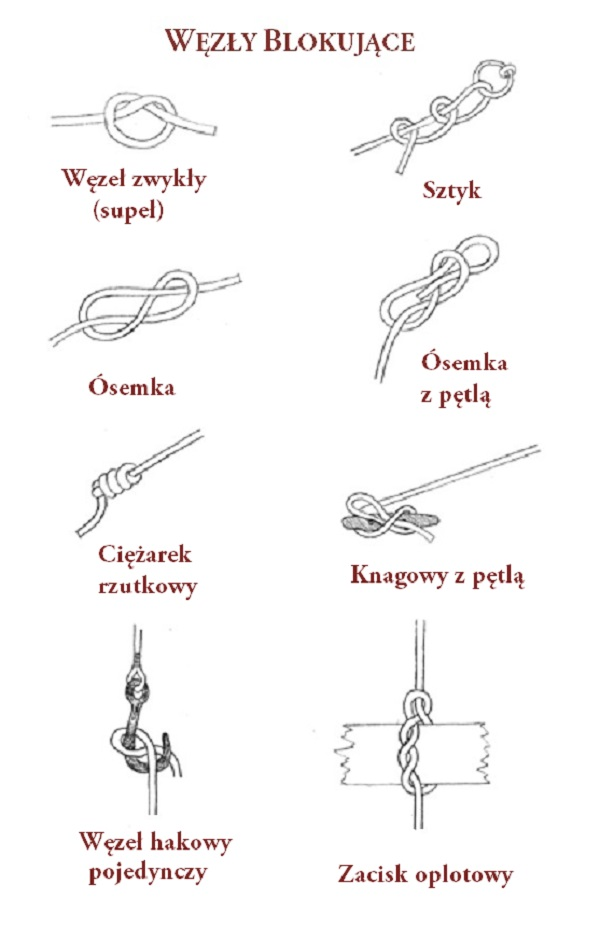 Węzły Blokujące
Węzeł zwykły
(supeł)
Sztyk
Ósemka
Ósemka
z pętlą
Ciężarek
rzutkowy
Knagowy z pętlą
Węzeł hakowy
pojedynczy
Zacisk oplotowy